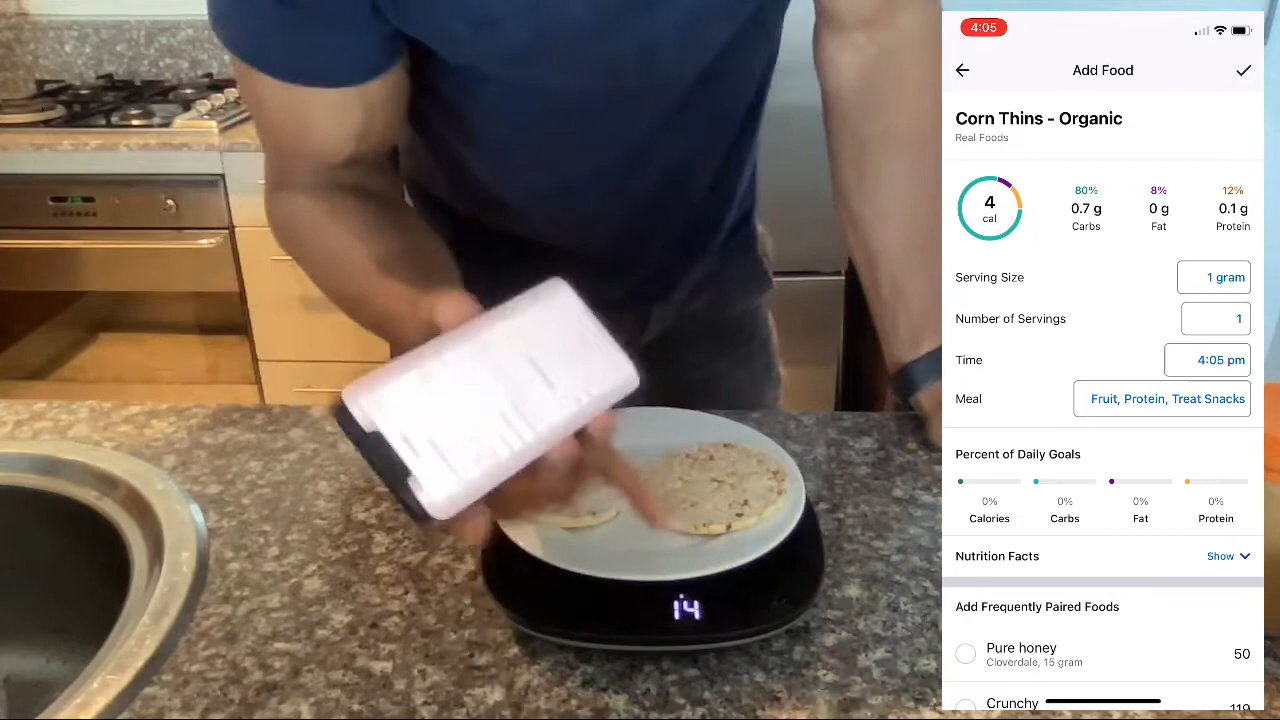 4:05
Add Food
Corn Thins - Organic
Real Foods
4
cal
80%
0.7 g
Carbs
8%
0 g
Fat
12%
0.1 g
Protein
Serving Size
1 gram
Number of Servings
1
Time
4:05 pm
Meal
Fruit, Protein, Treat Snacks
Percent of Daily Goals
0%
Calories
0%
Carbs
0%
Fat
0%
Protein
Nutrition Facts
Show
Add Frequently Paired Foods
Pure honey
Cloverdale, 15 gram
50
Crunchy
119
14